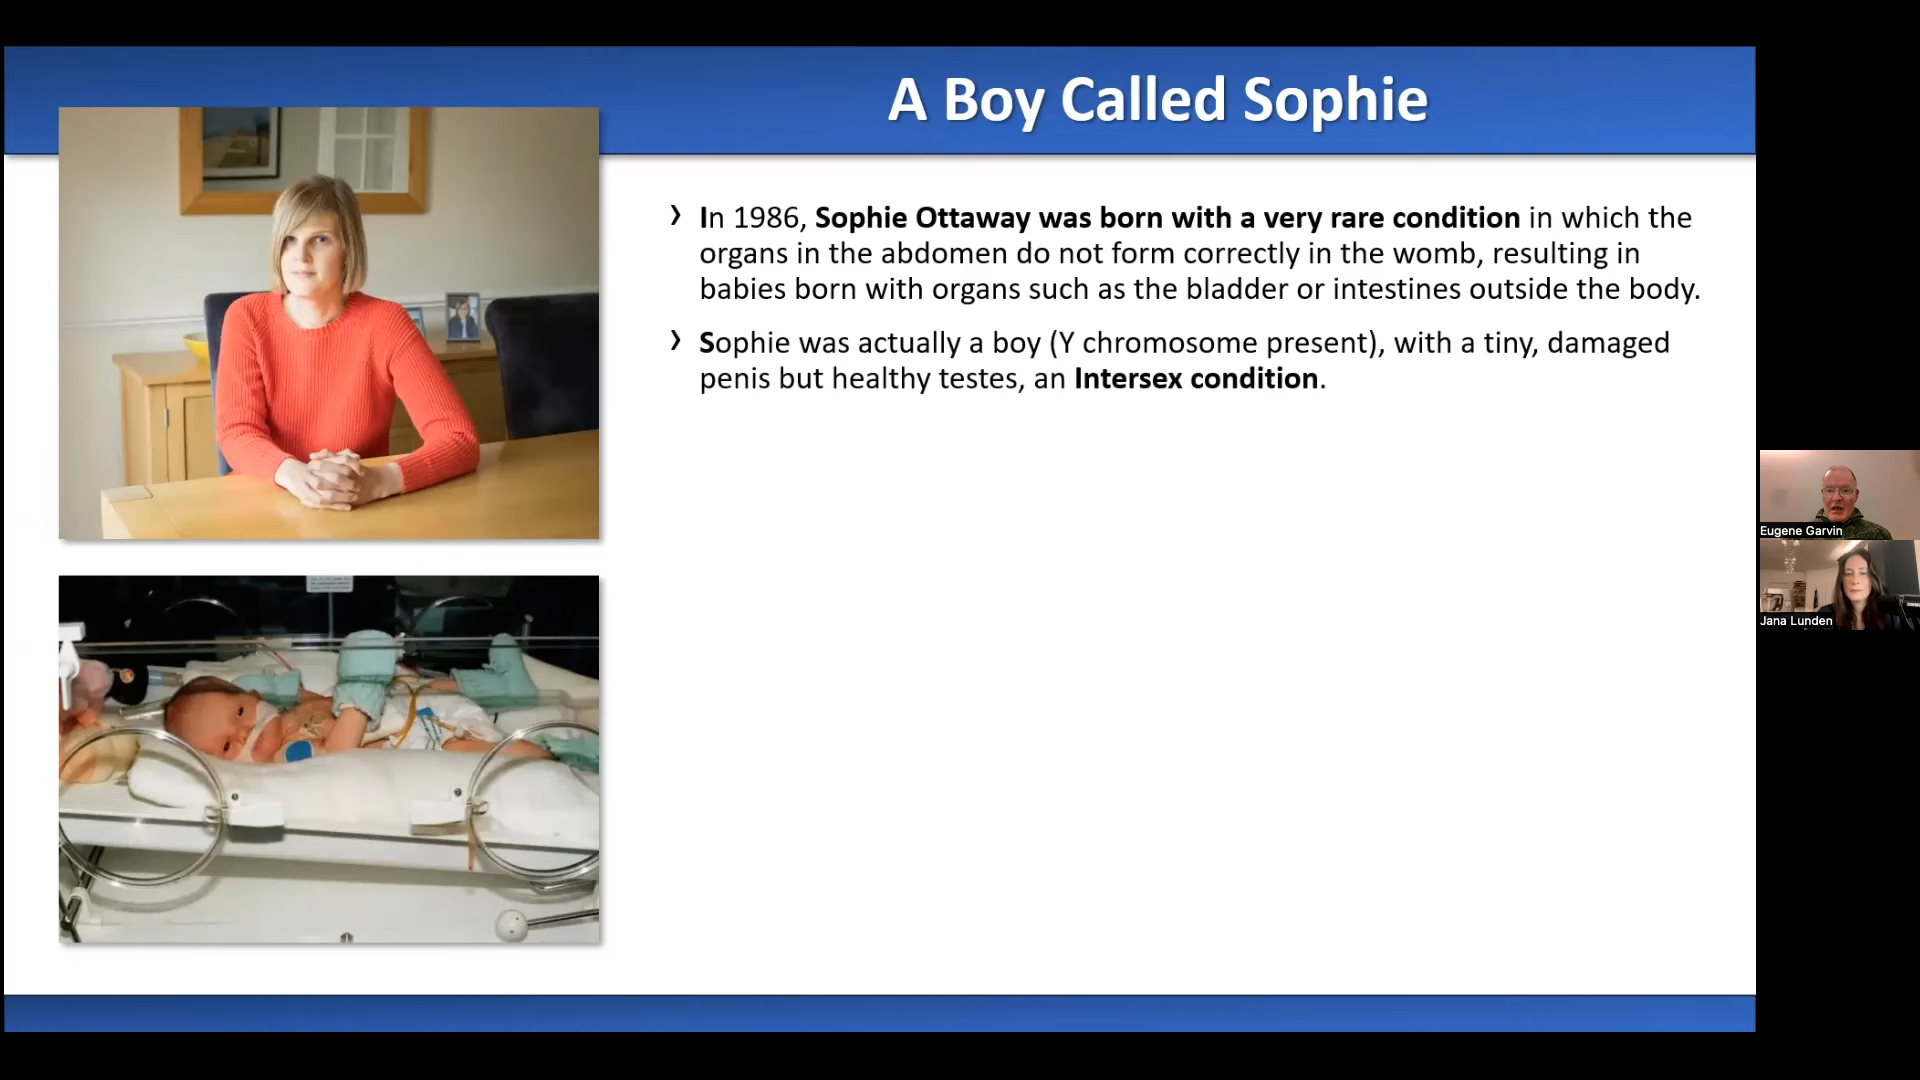 A Boy Called Sophie
› In 1986, Sophie Ottaway was born with a very rare condition in which the
organs in the abdomen do not form correctly in the womb, resulting in
babies born with organs such as the bladder or intestines outside the body.
› Sophie was actually a boy (Y chromosome present), with a tiny, damaged
penis but healthy testes, an Intersex condition.
Eugene Garvin
Jana Lunden